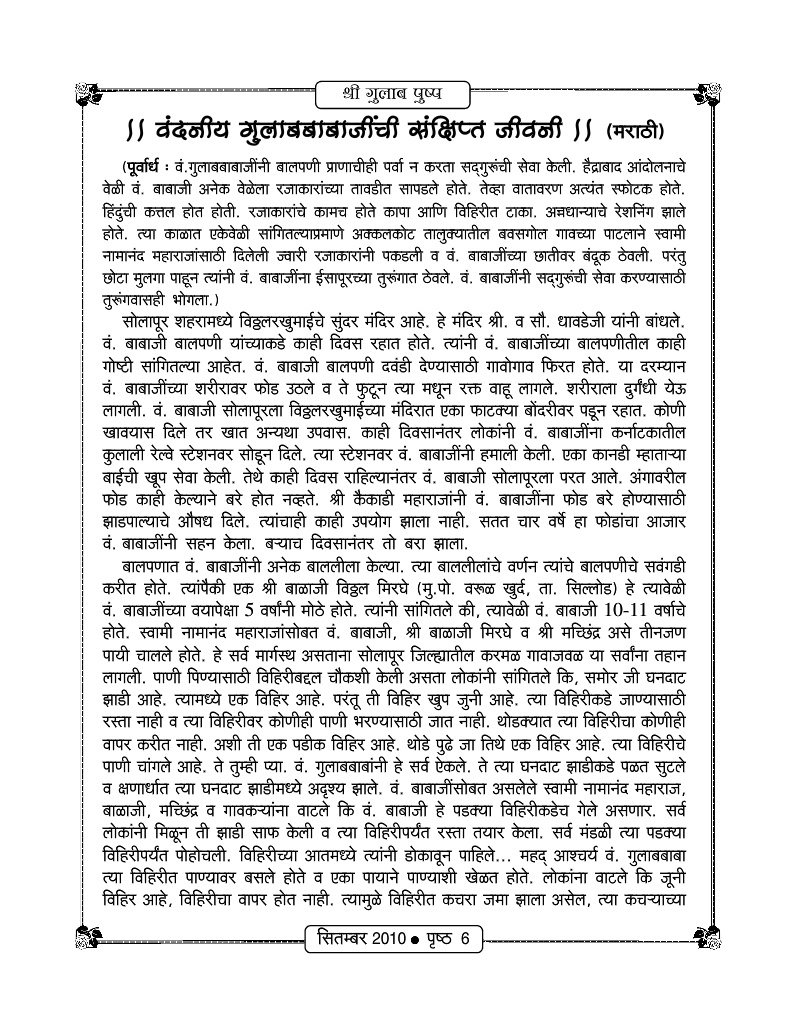 श्री गुलाब पुष्प
।। वंदनीय गुलाबबाबाजींची संक्षिप्त जीवनी ।। (मराठी)
(पूर्वार्ध : वं.गुलाबबाबाजींनी बालपणी प्राणाचीही पर्वा न करता सद्‌गुरूंची सेवा केली. हैद्राबाद आंदोलनाचे
वेळी वं. बाबाजी अनेक वेळेला रजाकारांच्या तावडीत सापडले होते. तेव्हा वातावरण अत्यंत स्फोटक होते.
हिंदुंची कत्तल होत होती. रजाकारांचे कामच होते कापा आणि विहिरीत टाका. अन्नधान्याचे रेशनिंग झाले
होते. त्या काळात एकेवेळी सांगितल्याप्रमाणे अक्कलकोट तालुक्यातील बवसगोल गावच्या पाटलाने स्वामी
नामानंद महाराजांसाठी दिलेली ज्वारी रजाकारांनी पकडली व वं. बाबाजींच्या छातीवर बंदूक ठेवली. परंतु
छोटा मुलगा पाहून त्यांनी वं. बाबाजींना ईसापूरच्या तुरूंगात ठेवले. वं. बाबाजींनी सद्‌गुरूंची सेवा करण्यासाठी
तुरूंगवासही भोगला.)
सोलापूर शहरामध्ये विठ्ठलरखुमाईचे सुंदर मंदिर आहे. हे मंदिर श्री. व सौ. धावडेजी यांनी बांधले.
वं. बाबाजी बालपणी यांच्याकडे काही दिवस रहात होते. त्यांनी वं. बाबाजींच्या बालपणीतील काही
गोष्टी सांगितल्या आहेत. वं. बाबाजी बालपणी दवंडी देण्यासाठी गावोगाव फिरत होते. या दरम्यान
वं. बाबाजींच्या शरीरावर फोड उठले व ते फुटून त्या मधून रक्त वाहू लागले. शरीराला दुर्गंधी येऊ
लागली. वं. बाबाजी सोलापूरला विठ्ठलरखुमाईच्या मंदिरात एका फाटक्या बोंदरीवर पडून रहात. कोणी
खावयास दिले तर खात अन्यथा उपवास. काही दिवसानंतर लोकांनी वं. बाबाजींना कर्नाटकातील
कुलाली रेल्वे स्टेशनवर सोडून दिले. त्या स्टेशनवर वं. बाबाजींनी हमाली केली. एका कानडी म्हाताऱ्या
बाईची खूप सेवा केली. तेथे काही दिवस राहिल्यानंतर वं. बाबाजी सोलापूरला परत आले. अंगावरील
फोड काही केल्याने बरे होत नव्हते. श्री कैकाडी महाराजांनी वं. बाबाजींना फोड बरे होण्यासाठी
झाडपाल्याचे औषध दिले. त्यांचाही काही उपयोग झाला नाही. सतत चार वर्षे हा फोडांचा आजार
वं. बाबाजींनी सहन केला. बऱ्याच दिवसानंतर तो बरा झाला.
बालपणात वं. बाबाजींनी अनेक बाललीला केल्या. त्या बाललीलांचे वर्णन त्यांचे बालपणीचे सवंगडी
करीत होते. त्यांपैकी एक श्री बाळाजी विठ्ठल मिरघे (मु.पो. वरूळ खुर्द, ता. सिल्लोड) हे त्यावेळी
वं. बाबाजींच्या वयापेक्षा 5 वर्षांनी मोठे होते. त्यांनी सांगितले की, त्यावेळी वं. बाबाजी 10-11 वर्षाचे
होते. स्वामी नामानंद महाराजांसोबत वं. बाबाजी, श्री बाळाजी मिरघे व श्री मच्छिंद्र असे तीनजण
पायी चालले होते. हे सर्व मार्गस्थ असताना सोलापूर जिल्ह्यातील करमळ गावाजवळ या सर्वांना तहान
लागली. पाणी पिण्यासाठी विहिरीबद्दल चौकशी केली असता लोकांनी सांगितले कि, समोर जी घनदाट
झाडी आहे. त्यामध्ये एक विहिर आहे. परंतू ती विहिर खुप जुनी आहे. त्या विहिरीकडे जाण्यासाठी
रस्ता नाही व त्या विहिरीवर कोणीही पाणी भरण्यासाठी जात नाही. थोडक्यात त्या विहिरीचा कोणीही
वापर करीत नाही. अशी ती एक पडीक विहिर आहे. थोडे पुढे जा तिथे एक विहिर आहे. त्या विहिरीचे
पाणी चांगले आहे. ते तुम्ही प्या. वं. गुलाबबाबांनी हे सर्व ऐकले. ते त्या घनदाट झाडीकडे पळत सुटले
व क्षणार्धात त्या घनदाट झाडीमध्ये अदृश्य झाले. वं. बाबाजींसोबत असलेले स्वामी नामानंद महाराज,
बाळाजी, मच्छिंद्र व गावकऱ्यांना वाटले कि वं. बाबाजी हे पडक्या विहिरीकडेच गेले असणार. सर्व
लोकांनी मिळून ती झाडी साफ केली व त्या विहिरीपर्यंत रस्ता तयार केला. सर्व मंडळी त्या पडक्या
विहिरीपर्यंत पोहोचली. विहिरीच्या आतमध्ये त्यांनी डोकावून पाहिले... महद् आश्चर्य वं. गुलाबबाबा
त्या विहिरीत पाण्यावर बसले होते व एका पायाने पाण्याशी खेळत होते. लोकांना वाटले कि जूनी
विहिर आहे, विहिरीचा वापर होत नाही. त्यामुळे विहिरीत कचरा जमा झाला असेल, त्या कचऱ्याच्या
सितम्बर 2010 ● पृष्ठ 6